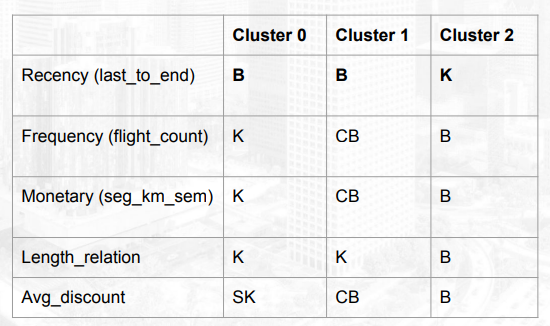 Cluster 0 Cluster 1 Cluster 2
Recency (last_to_end) B B K
Frequency (flight_count) K CB B
Monetary (seg_km_sem) K CB B
Length_relation K K B
Avg_discount SK CB B